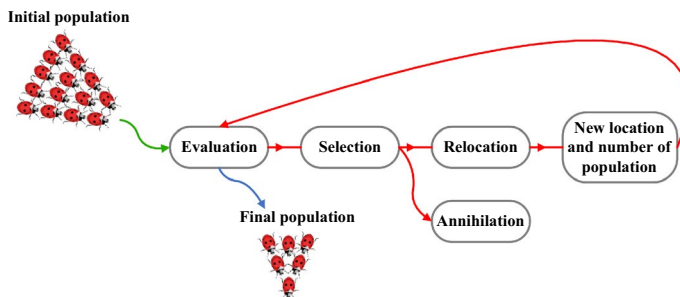 Initial population
Evaluation
Selection
Relocation
New location
and number of
population
Final population
Annihilation